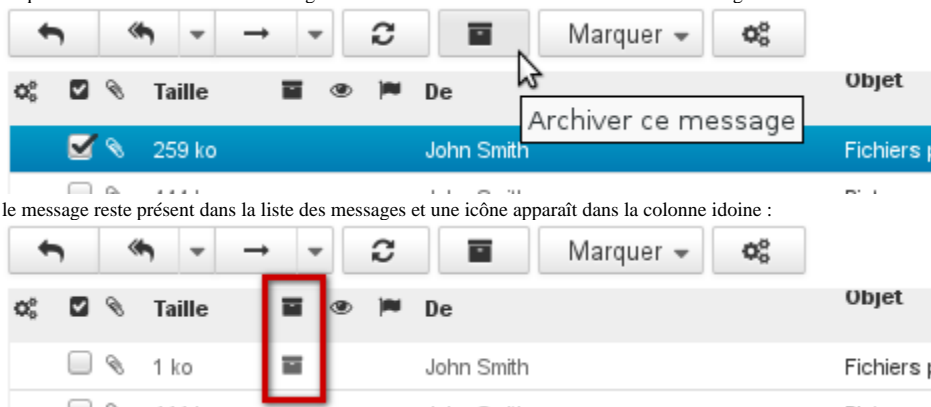 Marquer
Taille De Objet
Archiver ce message
259 ko John Smith Fichiers
le message reste présent dans la liste des messages et une icône apparaît dans la colonne idoine :
Marquer
Taille De Objet
1 ko John Smith Fichiers